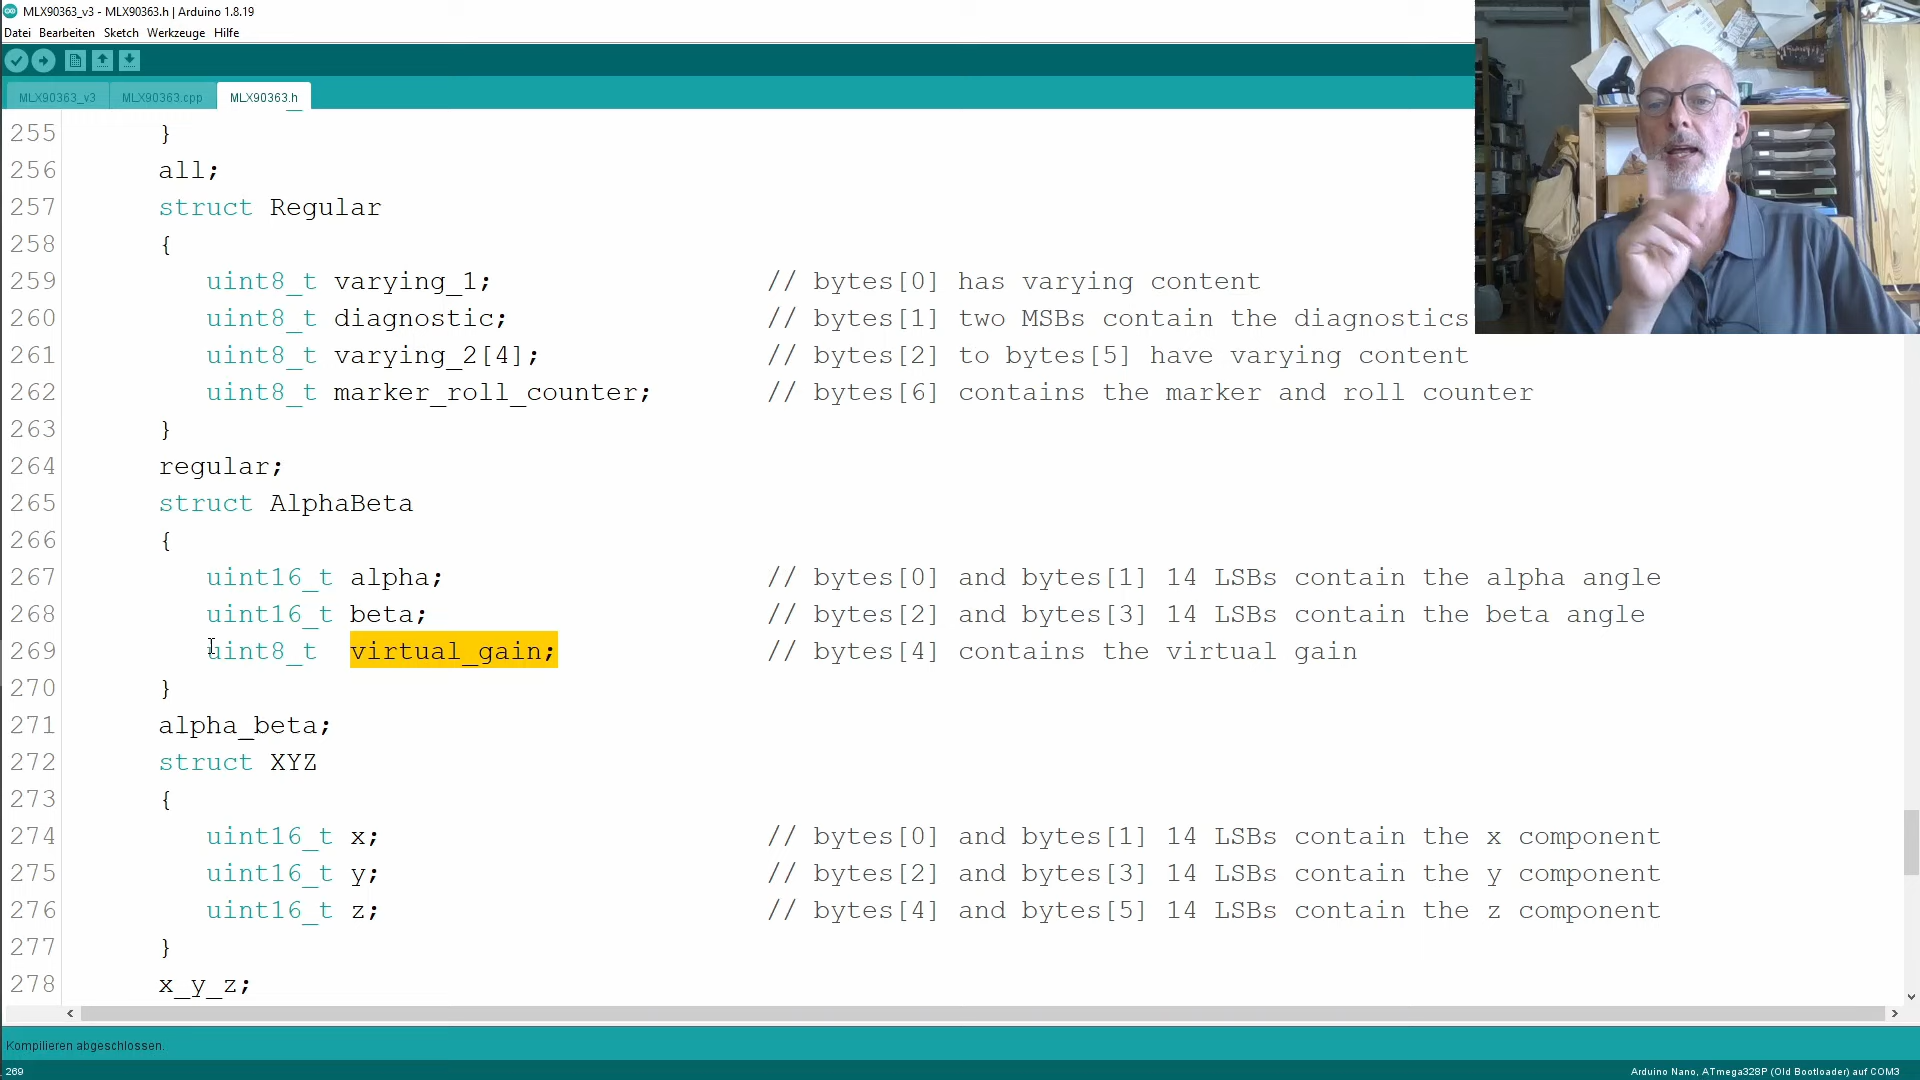 MLX90363_v3 - MLX90363.h | Arduino 1.8.19
Datei Bearbeiten Sketch Werkzeuge Hilfe
MLX90363_v3 MLX90363.cpp MLX90363.h
255 }
256 all;
257 struct Regular
258 {
259 uint8_t varying_1; // bytes[0] has varying content
260 uint8_t diagnostic; // bytes[1] two MSBs contain the diagnostics
261 uint8_t varying_2[4]; // bytes[2] to bytes[5] have varying content
262 uint8_t marker_roll_counter; // bytes[6] contains the marker and roll counter
263 }
264 regular;
265 struct AlphaBeta
266 {
267 uint16_t alpha; // bytes[0] and bytes[1] 14 LSBs contain the alpha angle
268 uint16_t beta; // bytes[2] and bytes[3] 14 LSBs contain the beta angle
269 uint8_t virtual_gain; // bytes[4] contains the virtual gain
270 }
271 alpha_beta;
272 struct XYZ
273 {
274 uint16_t x; // bytes[0] and bytes[1] 14 LSBs contain the x component
275 uint16_t y; // bytes[2] and bytes[3] 14 LSBs contain the y component
276 uint16_t z; // bytes[4] and bytes[5] 14 LSBs contain the z component
277 }
278 x_y_z;
Kompilieren abgeschlossen.
269 Arduino Nano, ATmega328P (Old Bootloader) auf COM3